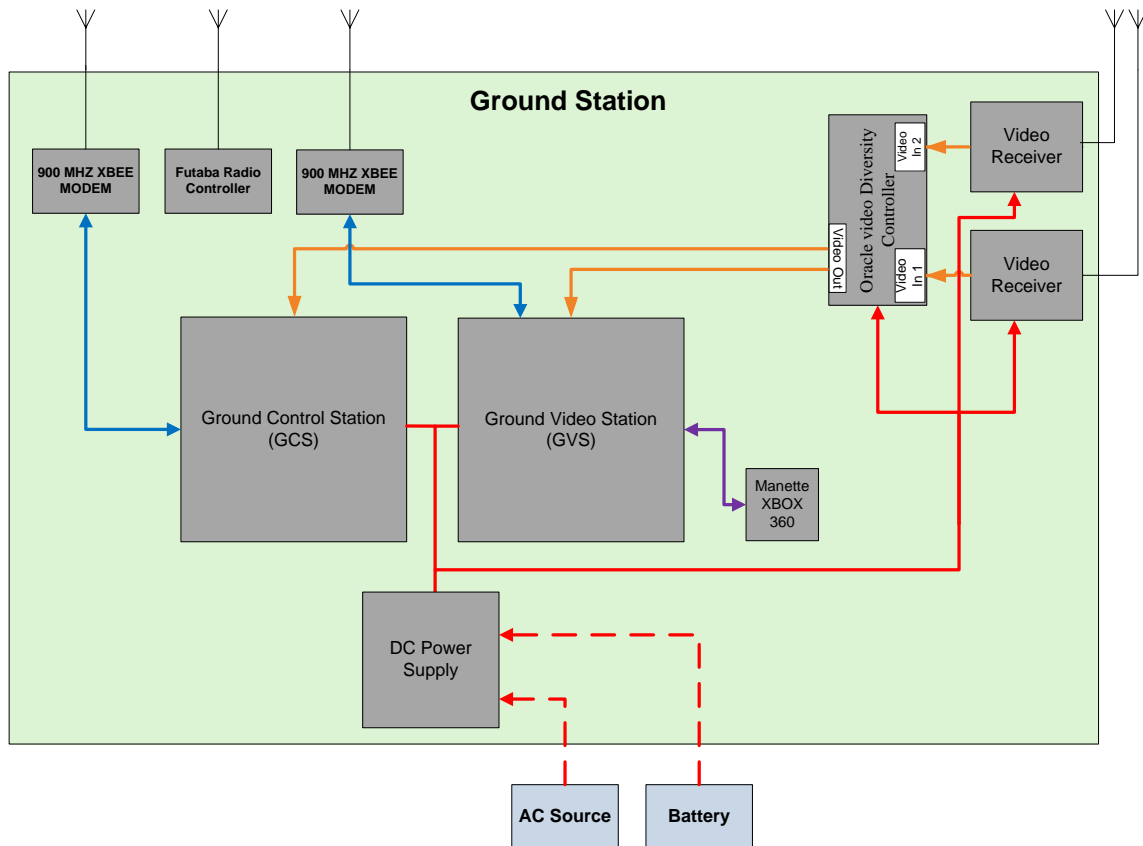 Ground Station
900 MHZ XBEE
MODEM
Futaba Radio
Controller
900 MHZ XBEE
MODEM
Oracle video Diversity
Controller
Video
In 2
Video
In 1
Video Out
Video
Receiver
Video
Receiver
Ground Control Station
(GCS)
Ground Video Station
(GVS)
Manette
XBOX
360
DC Power
Supply
AC Source
Battery